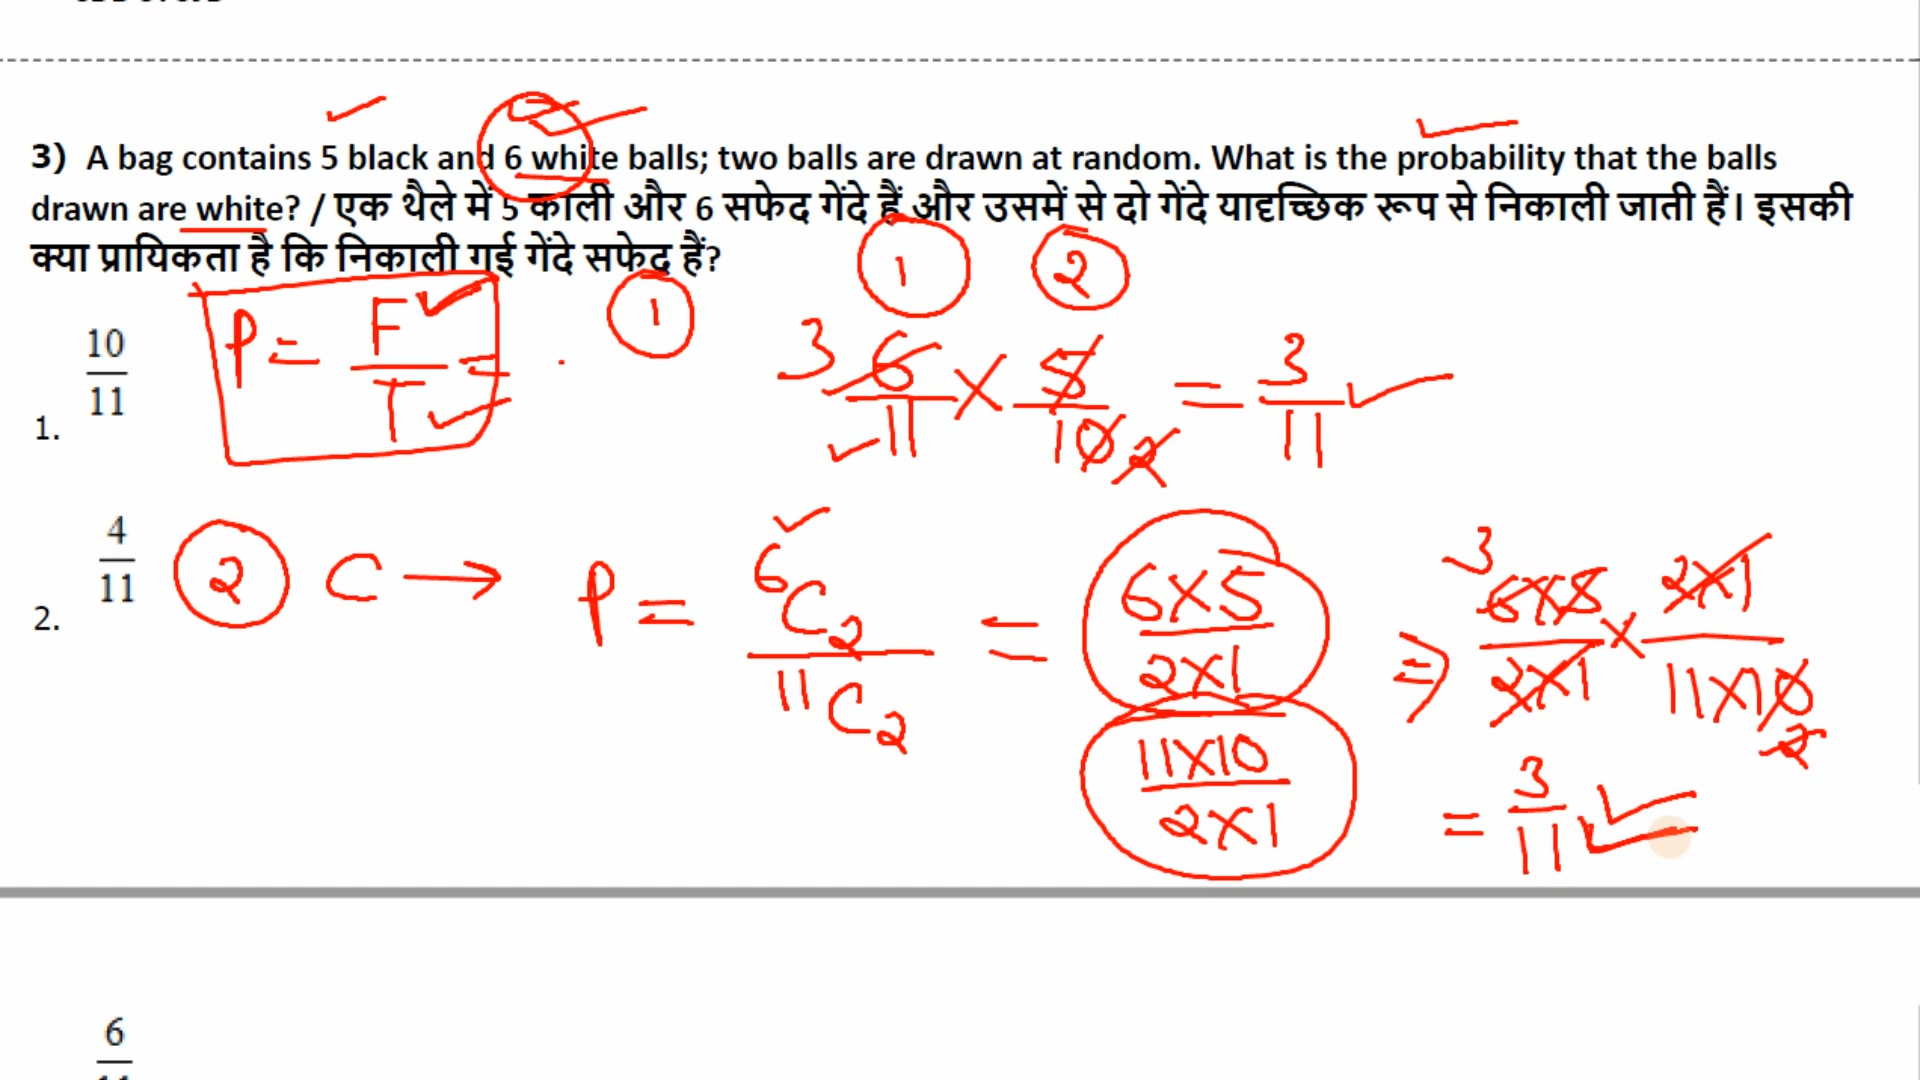 3) A bag contains 5 black and 6 white balls; two balls are drawn at random. What is the probability that the balls
drawn are white? / एक थैले में 5 काली और 6 सफेद गेंदे हैं और उसमें से दो गेंदे यादृच्छिक रूप से निकाली जाती हैं। इसकी
क्या प्रायिकता है कि निकाली गई गेंदे सफेद हैं?
1 2
1
10
11
1.
P = F
T =
3 6
11 × 5
10 2 = 3
11
4
11
2.
2 C → P = 6C2
11C2 = 6×5
2×1
11×10
2×1
⇒ 3 6×5
2×1 × 2×1
11×10
2
= 3
11
6